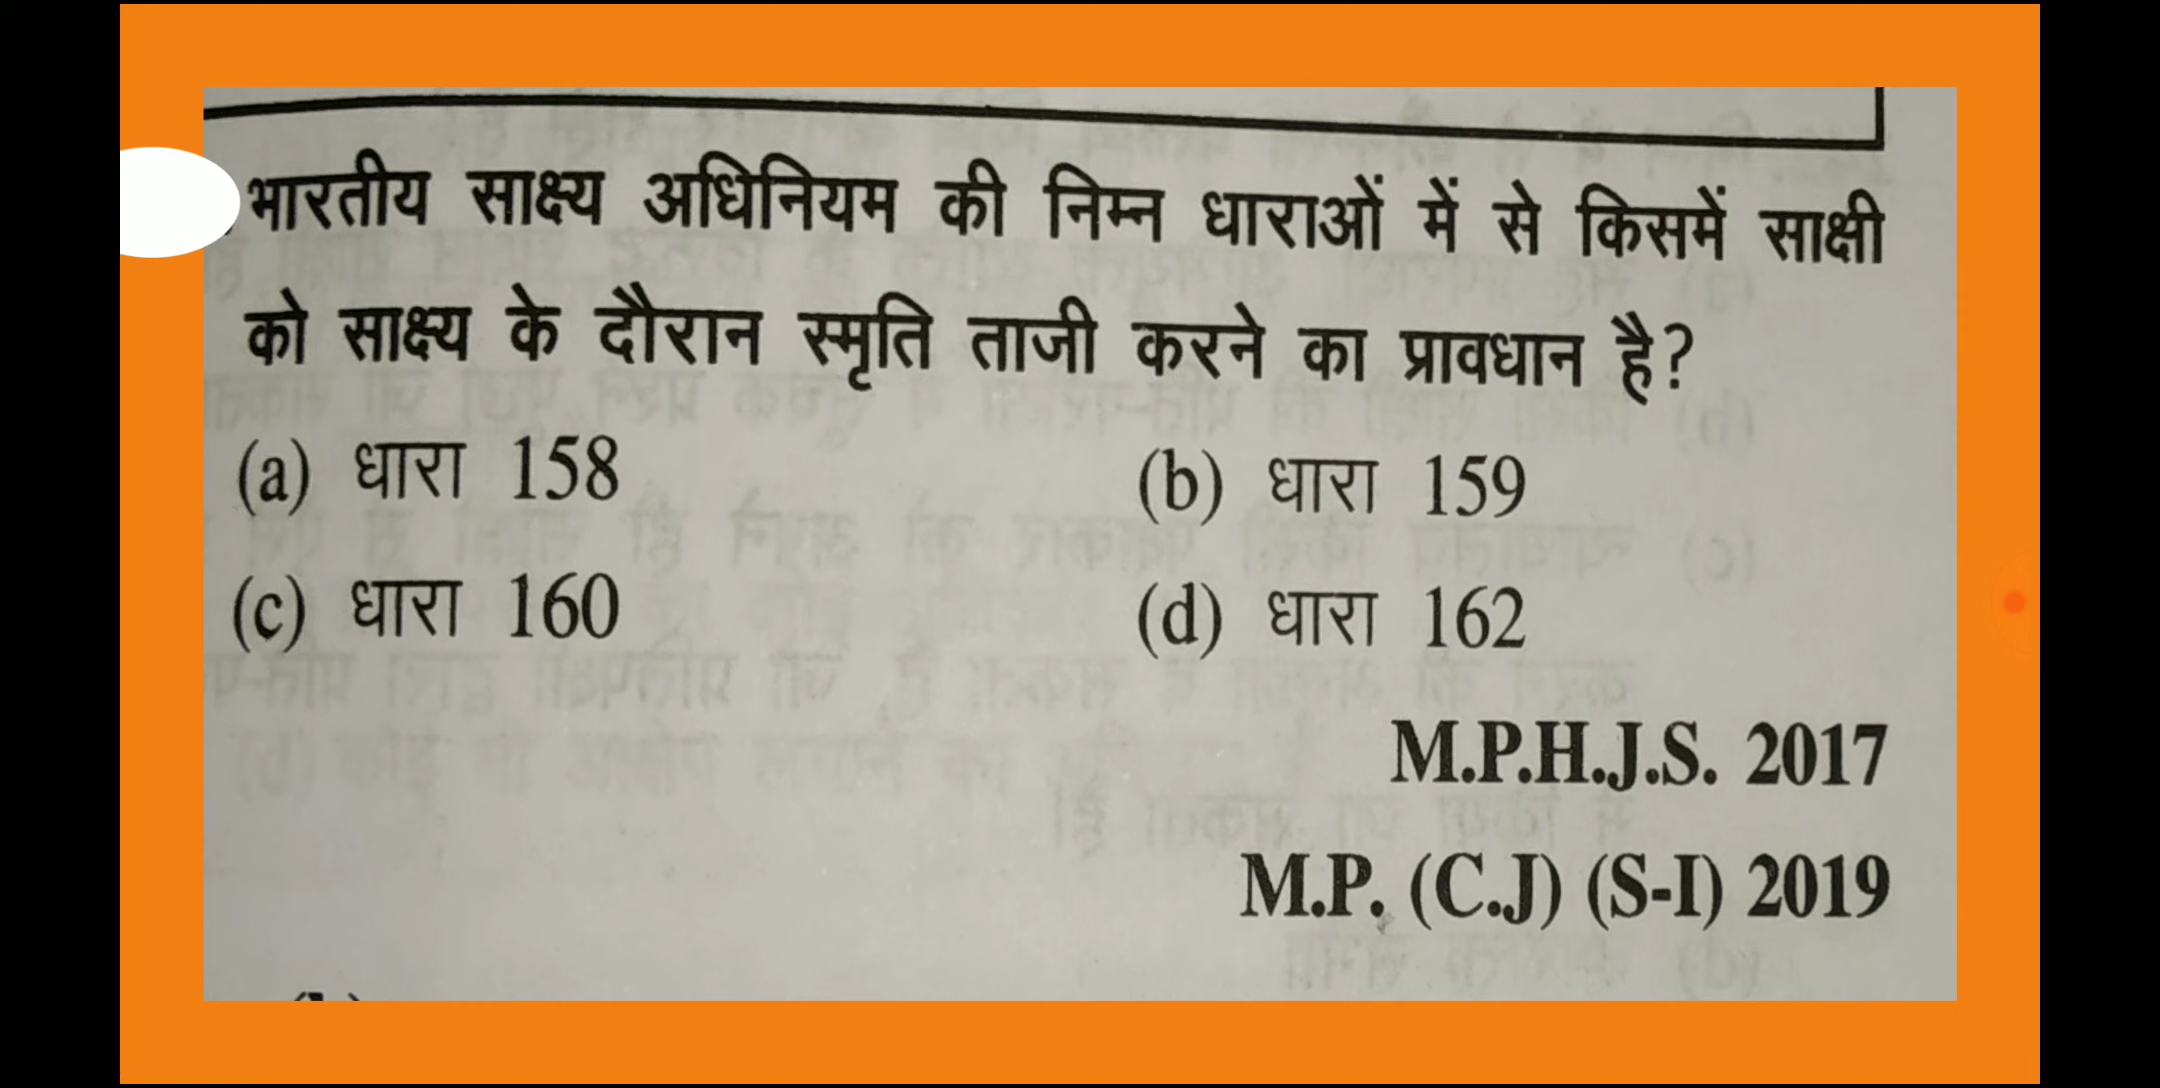 भारतीय साक्ष्य अधिनियम की निम्न धाराओं में से किसमें साक्षी
को साक्ष्य के दौरान स्मृति ताजी करने का प्रावधान है?
(a) धारा 158 (b) धारा 159
(c) धारा 160 (d) धारा 162
M.P.H.J.S. 2017
M.P. (C.J) (S-I) 2019